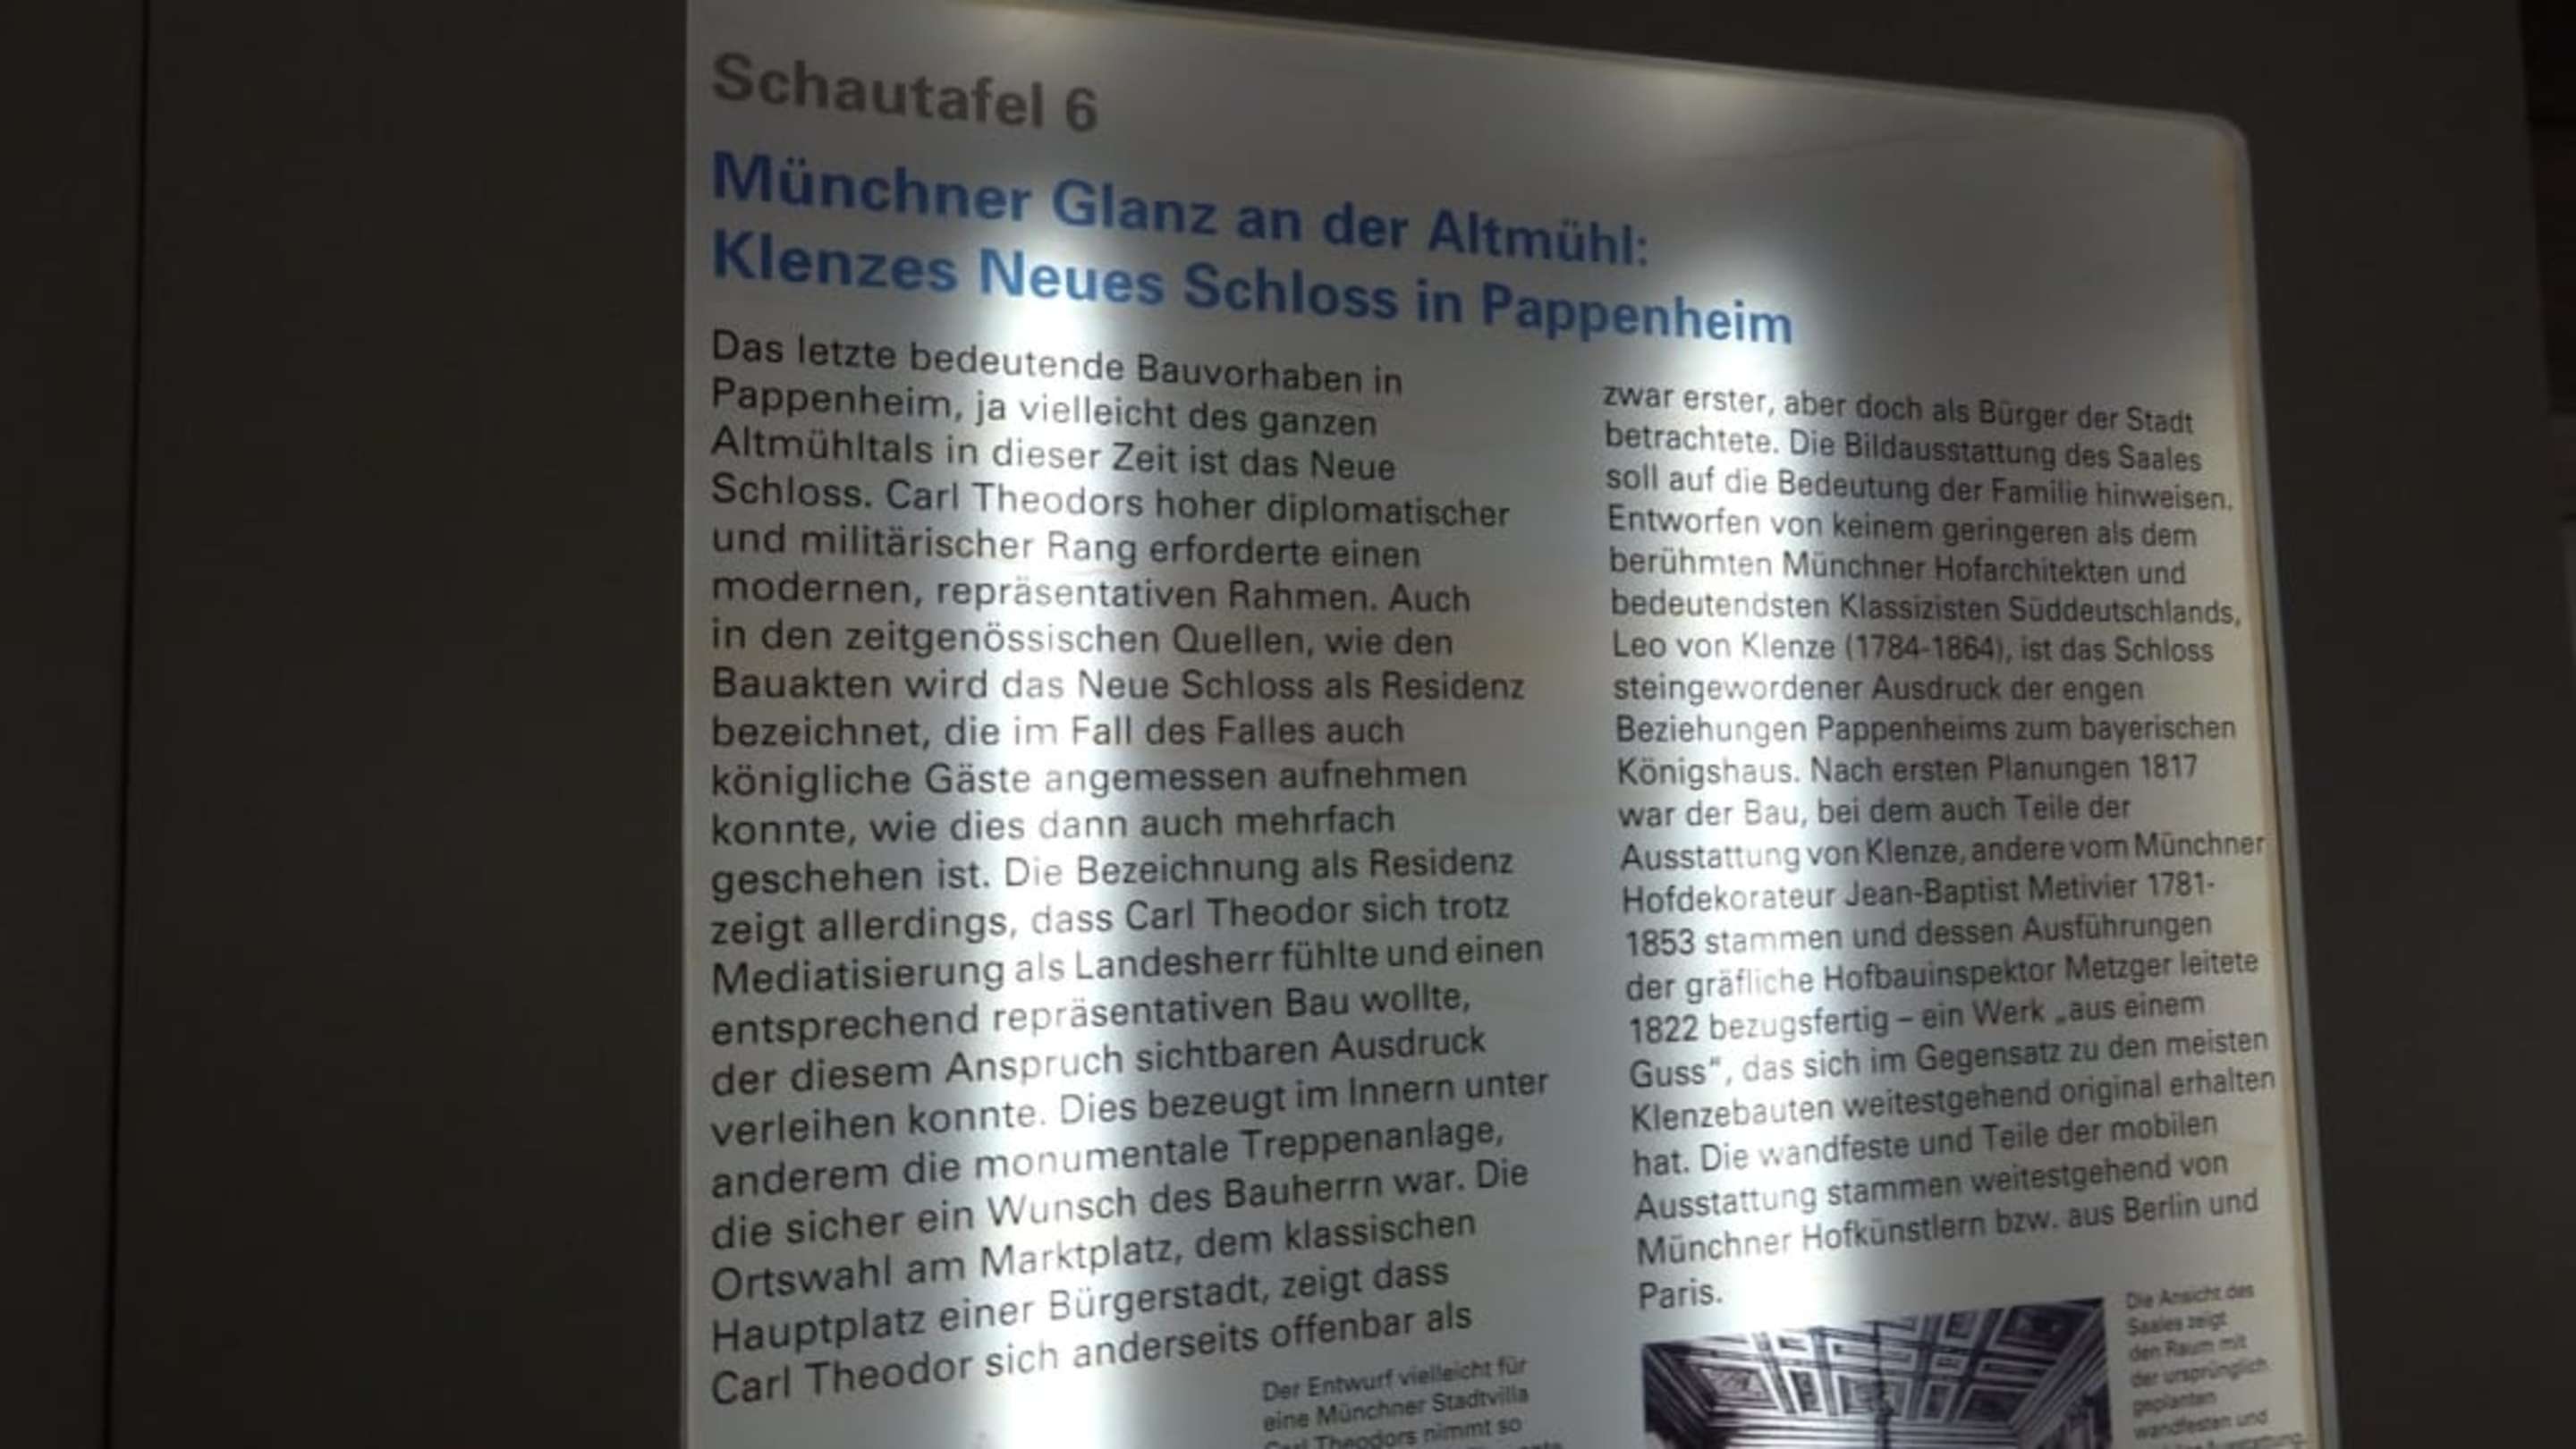 Schautafel 6
Münchner Glanz an der Altmühl:
Klenzes Neues Schloss in Pappenheim
Das letzte bedeutende Bauvorhaben in
Pappenheim, ja vielleicht des ganzen
Altmühltals in dieser Zeit ist das Neue
Schloss. Carl Theodors hoher diplomatischer
und militärischer Rang erforderte einen
modernen, repräsentativen Rahmen. Auch
in den zeitgenössischen Quellen, wie den
Bauakten wird das Neue Schloss als Residenz
bezeichnet, die im Fall des Falles auch
königliche Gäste angemessen aufnehmen
konnte, wie dies dann auch mehrfach
geschehen ist. Die Bezeichnung als Residenz
zeigt allerdings, dass Carl Theodor sich trotz
Mediatisierung als Landesherr fühlte und einen
entsprechend repräsentativen Bau wollte,
der diesem Anspruch sichtbaren Ausdruck
verleihen konnte. Dies bezeugt im Innern unter
anderem die monumentale Treppenanlage,
die sicher ein Wunsch des Bauherrn war. Die
Ortswahl am Marktplatz, dem klassischen
Hauptplatz einer Bürgerstadt, zeigt dass
Carl Theodor sich anderseits offenbar als
zwar erster, aber doch als Bürger der Stadt
betrachtete. Die Bildausstattung des Saales
soll auf die Bedeutung der Familie hinweisen.
Entworfen von keinem geringeren als dem
berühmten Münchner Hofarchitekten und
bedeutendsten Klassizisten Süddeutschlands,
Leo von Klenze (1784-1864), ist das Schloss
steingewordener Ausdruck der engen
Beziehungen Pappenheims zum bayerischen
Königshaus. Nach ersten Planungen 1817
war der Bau, bei dem auch Teile der
Ausstattung von Klenze, andere vom Münchner
Hofdekorateur Jean-Baptist Metivier 1781-
1853 stammen und dessen Ausführungen
der gräfliche Hofbauinspektor Metzger leitete
1822 bezugsfertig – ein Werk „aus einem
Guss“, das sich im Gegensatz zu den meisten
Klenzebauten weitestgehend original erhalten
hat. Die wandfeste und Teile der mobilen
Ausstattung stammen weitestgehend von
Münchner Hofkünstlern bzw. aus Berlin und
Paris.
Der Entwurf vielleicht für
eine Münchner Stadtvilla
Carl Theodors nimmt so
Die Ansicht des
Saales zeigt
den Raum mit
der ursprünglich
geplanten
wandfesten und